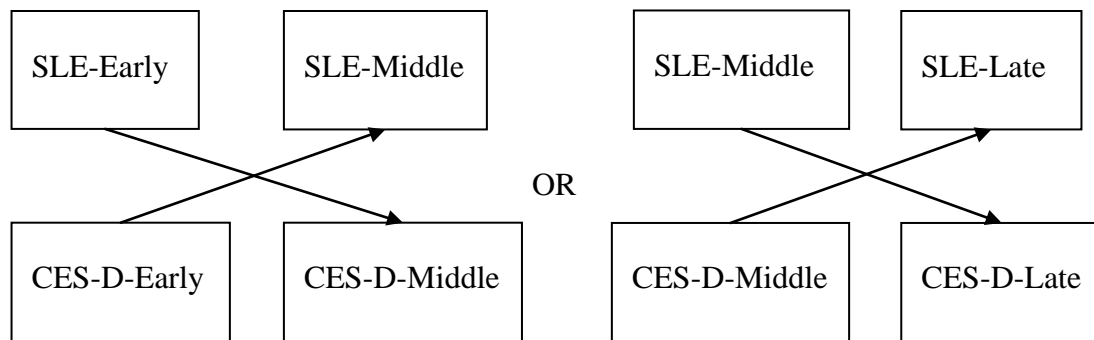 SLE-Early
SLE-Middle
SLE-Middle
SLE-Late
OR
CES-D-Early
CES-D-Middle
CES-D-Middle
CES-D-Late